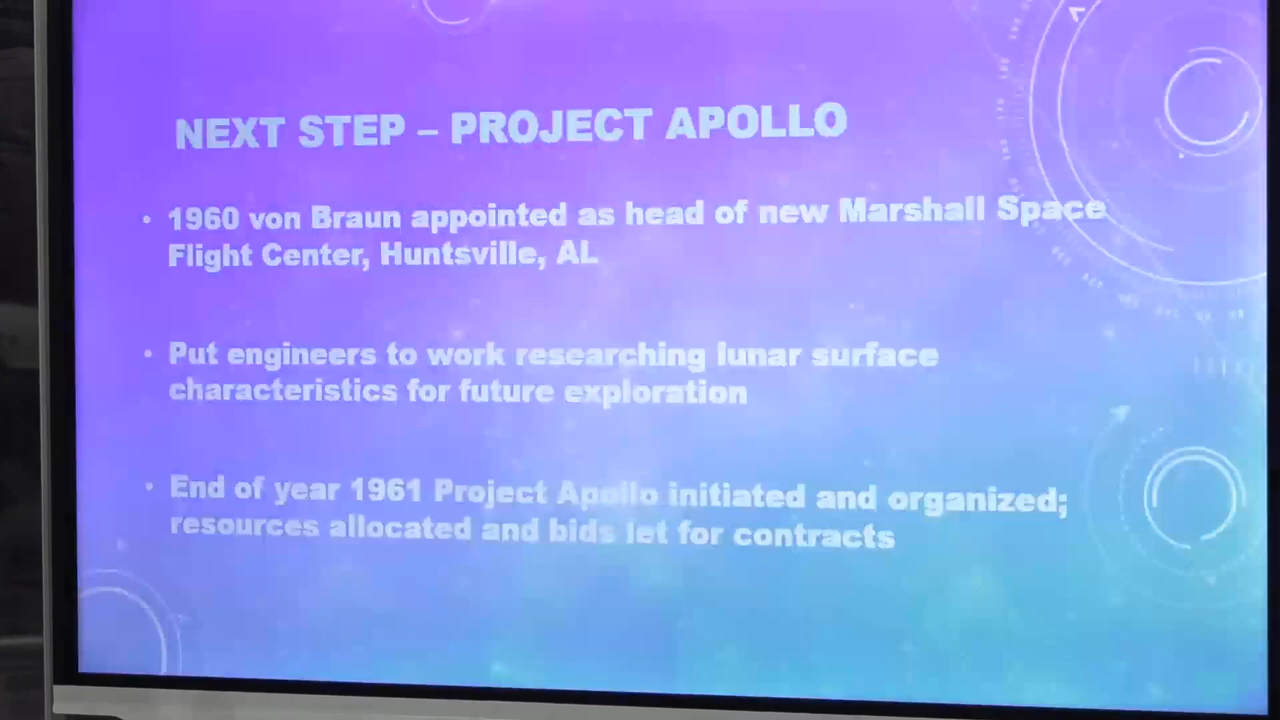 NEXT STEP – PROJECT APOLLO
• 1960 von Braun appointed as head of new Marshall Space
Flight Center, Huntsville, AL
• Put engineers to work researching lunar surface
characteristics for future exploration
• End of year 1961 Project Apollo initiated and organized;
resources allocated and bids let for contracts